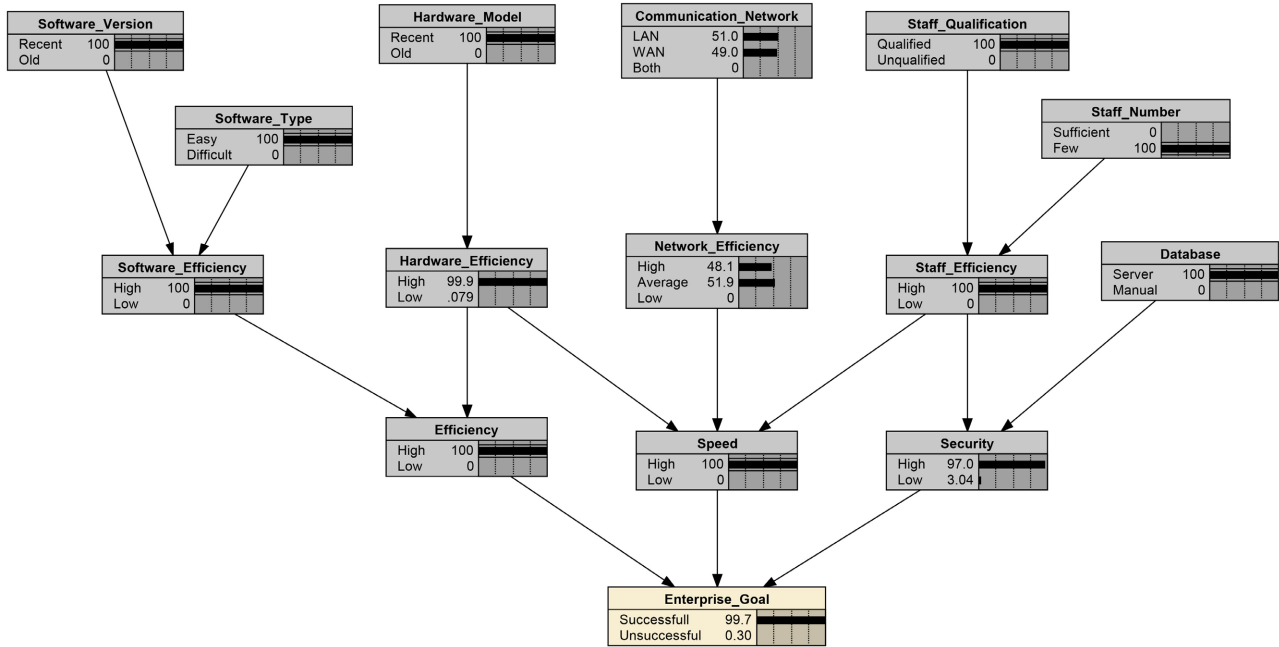 Software_Version
Recent 100
Old 0
Hardware_Model
Recent 100
Old 0
Communication_Network
LAN 51.0
WAN 49.0
Both 0
Staff_Qualification
Qualified 100
Unqualified 0
Software_Type
Easy 100
Difficult 0
Staff_Number
Sufficient 0
Few 100
Software_Efficiency
High 100
Low 0
Hardware_Efficiency
High 99.9
Low .079
Network_Efficiency
High 48.1
Average 51.9
Low 0
Staff_Efficiency
High 100
Low 0
Database
Server 100
Manual 0
Efficiency
High 100
Low 0
Speed
High 100
Low 0
Security
High 97.0
Low 3.04
Enterprise_Goal
Successfull 99.7
Unsuccessful 0.30